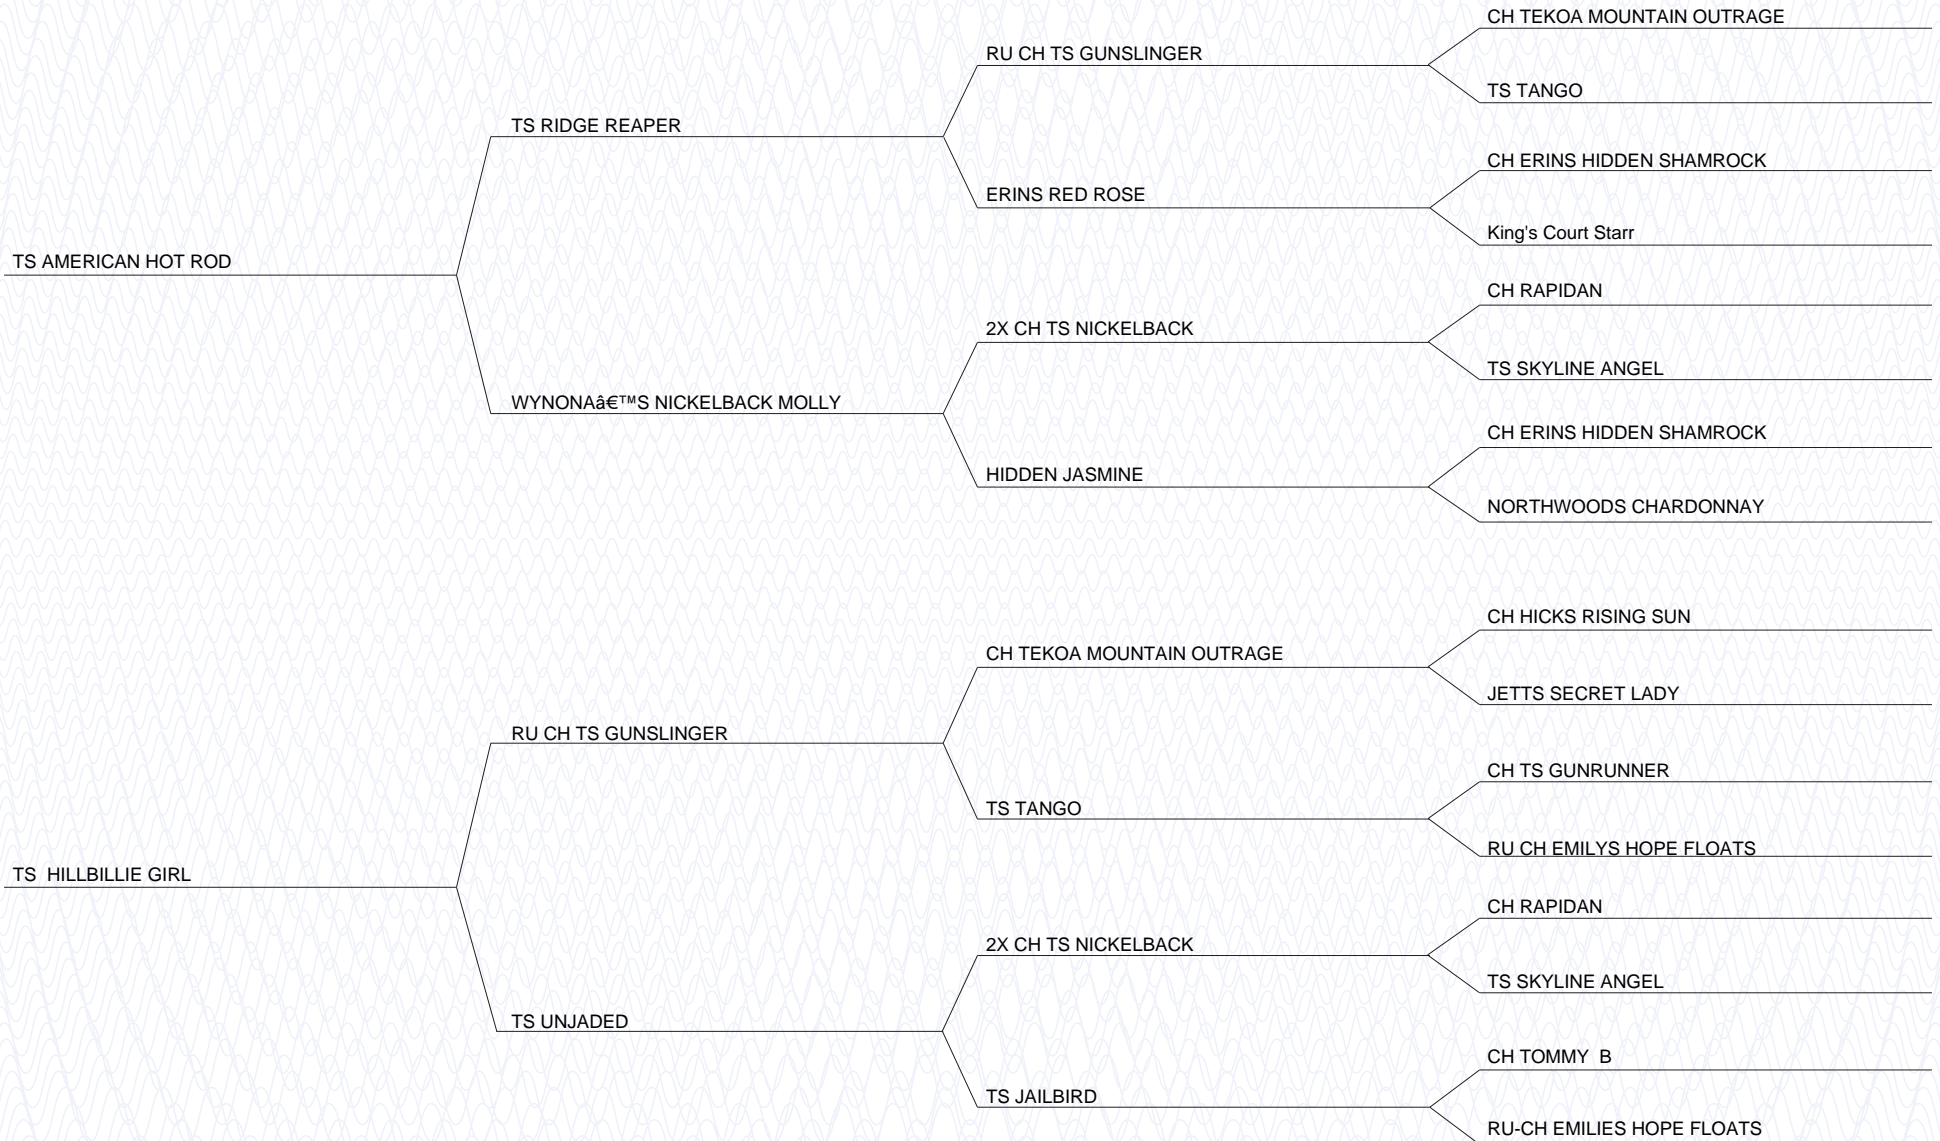 CH TEKOA MOUNTAIN OUTRAGE
RU CH TS GUNSLINGER
TS TANGO
TS RIDGE REAPER
CH ERINS HIDDEN SHAMROCK
ERINS RED ROSE
King's Court Starr
TS AMERICAN HOT ROD
CH RAPIDAN
2X CH TS NICKELBACK
TS SKYLINE ANGEL
WYNONAâ€™S NICKELBACK MOLLY
CH ERINS HIDDEN SHAMROCK
HIDDEN JASMINE
NORTHWOODS CHARDONNAY
CH HICKS RISING SUN
CH TEKOA MOUNTAIN OUTRAGE
JETTS SECRET LADY
RU CH TS GUNSLINGER
CH TS GUNRUNNER
TS TANGO
RU CH EMILYS HOPE FLOATS
TS  HILLBILLIE GIRL
CH RAPIDAN
2X CH TS NICKELBACK
TS SKYLINE ANGEL
TS UNJADED
CH TOMMY  B
TS JAILBIRD
RU-CH EMILIES HOPE FLOATS